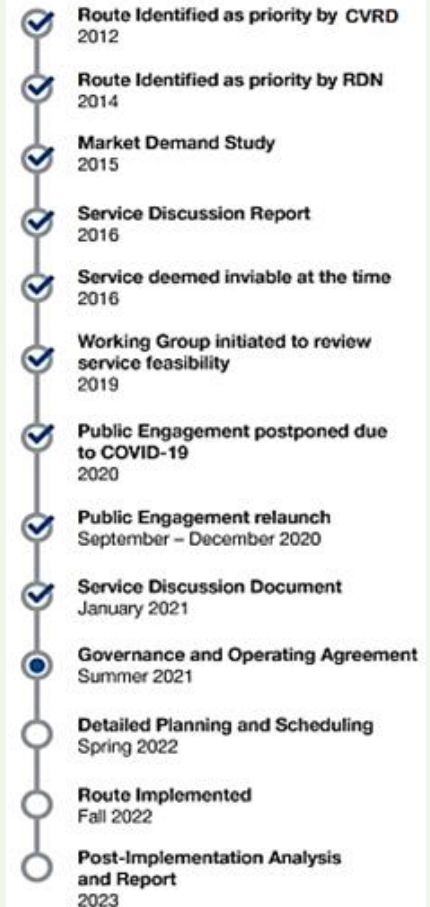 Route Identified as priority by CVRD
2012
Route Identified as priority by RDN
2014
Market Demand Study
2015
Service Discussion Report
2016
Service deemed inviable at the time
2016
Working Group initiated to review
service feasibility
2019
Public Engagement postponed due
to COVID-19
2020
Public Engagement relaunch
September – December 2020
Service Discussion Document
January 2021
Governance and Operating Agreement
Summer 2021
Detailed Planning and Scheduling
Spring 2022
Route Implemented
Fall 2022
Post-Implementation Analysis
and Report
2023